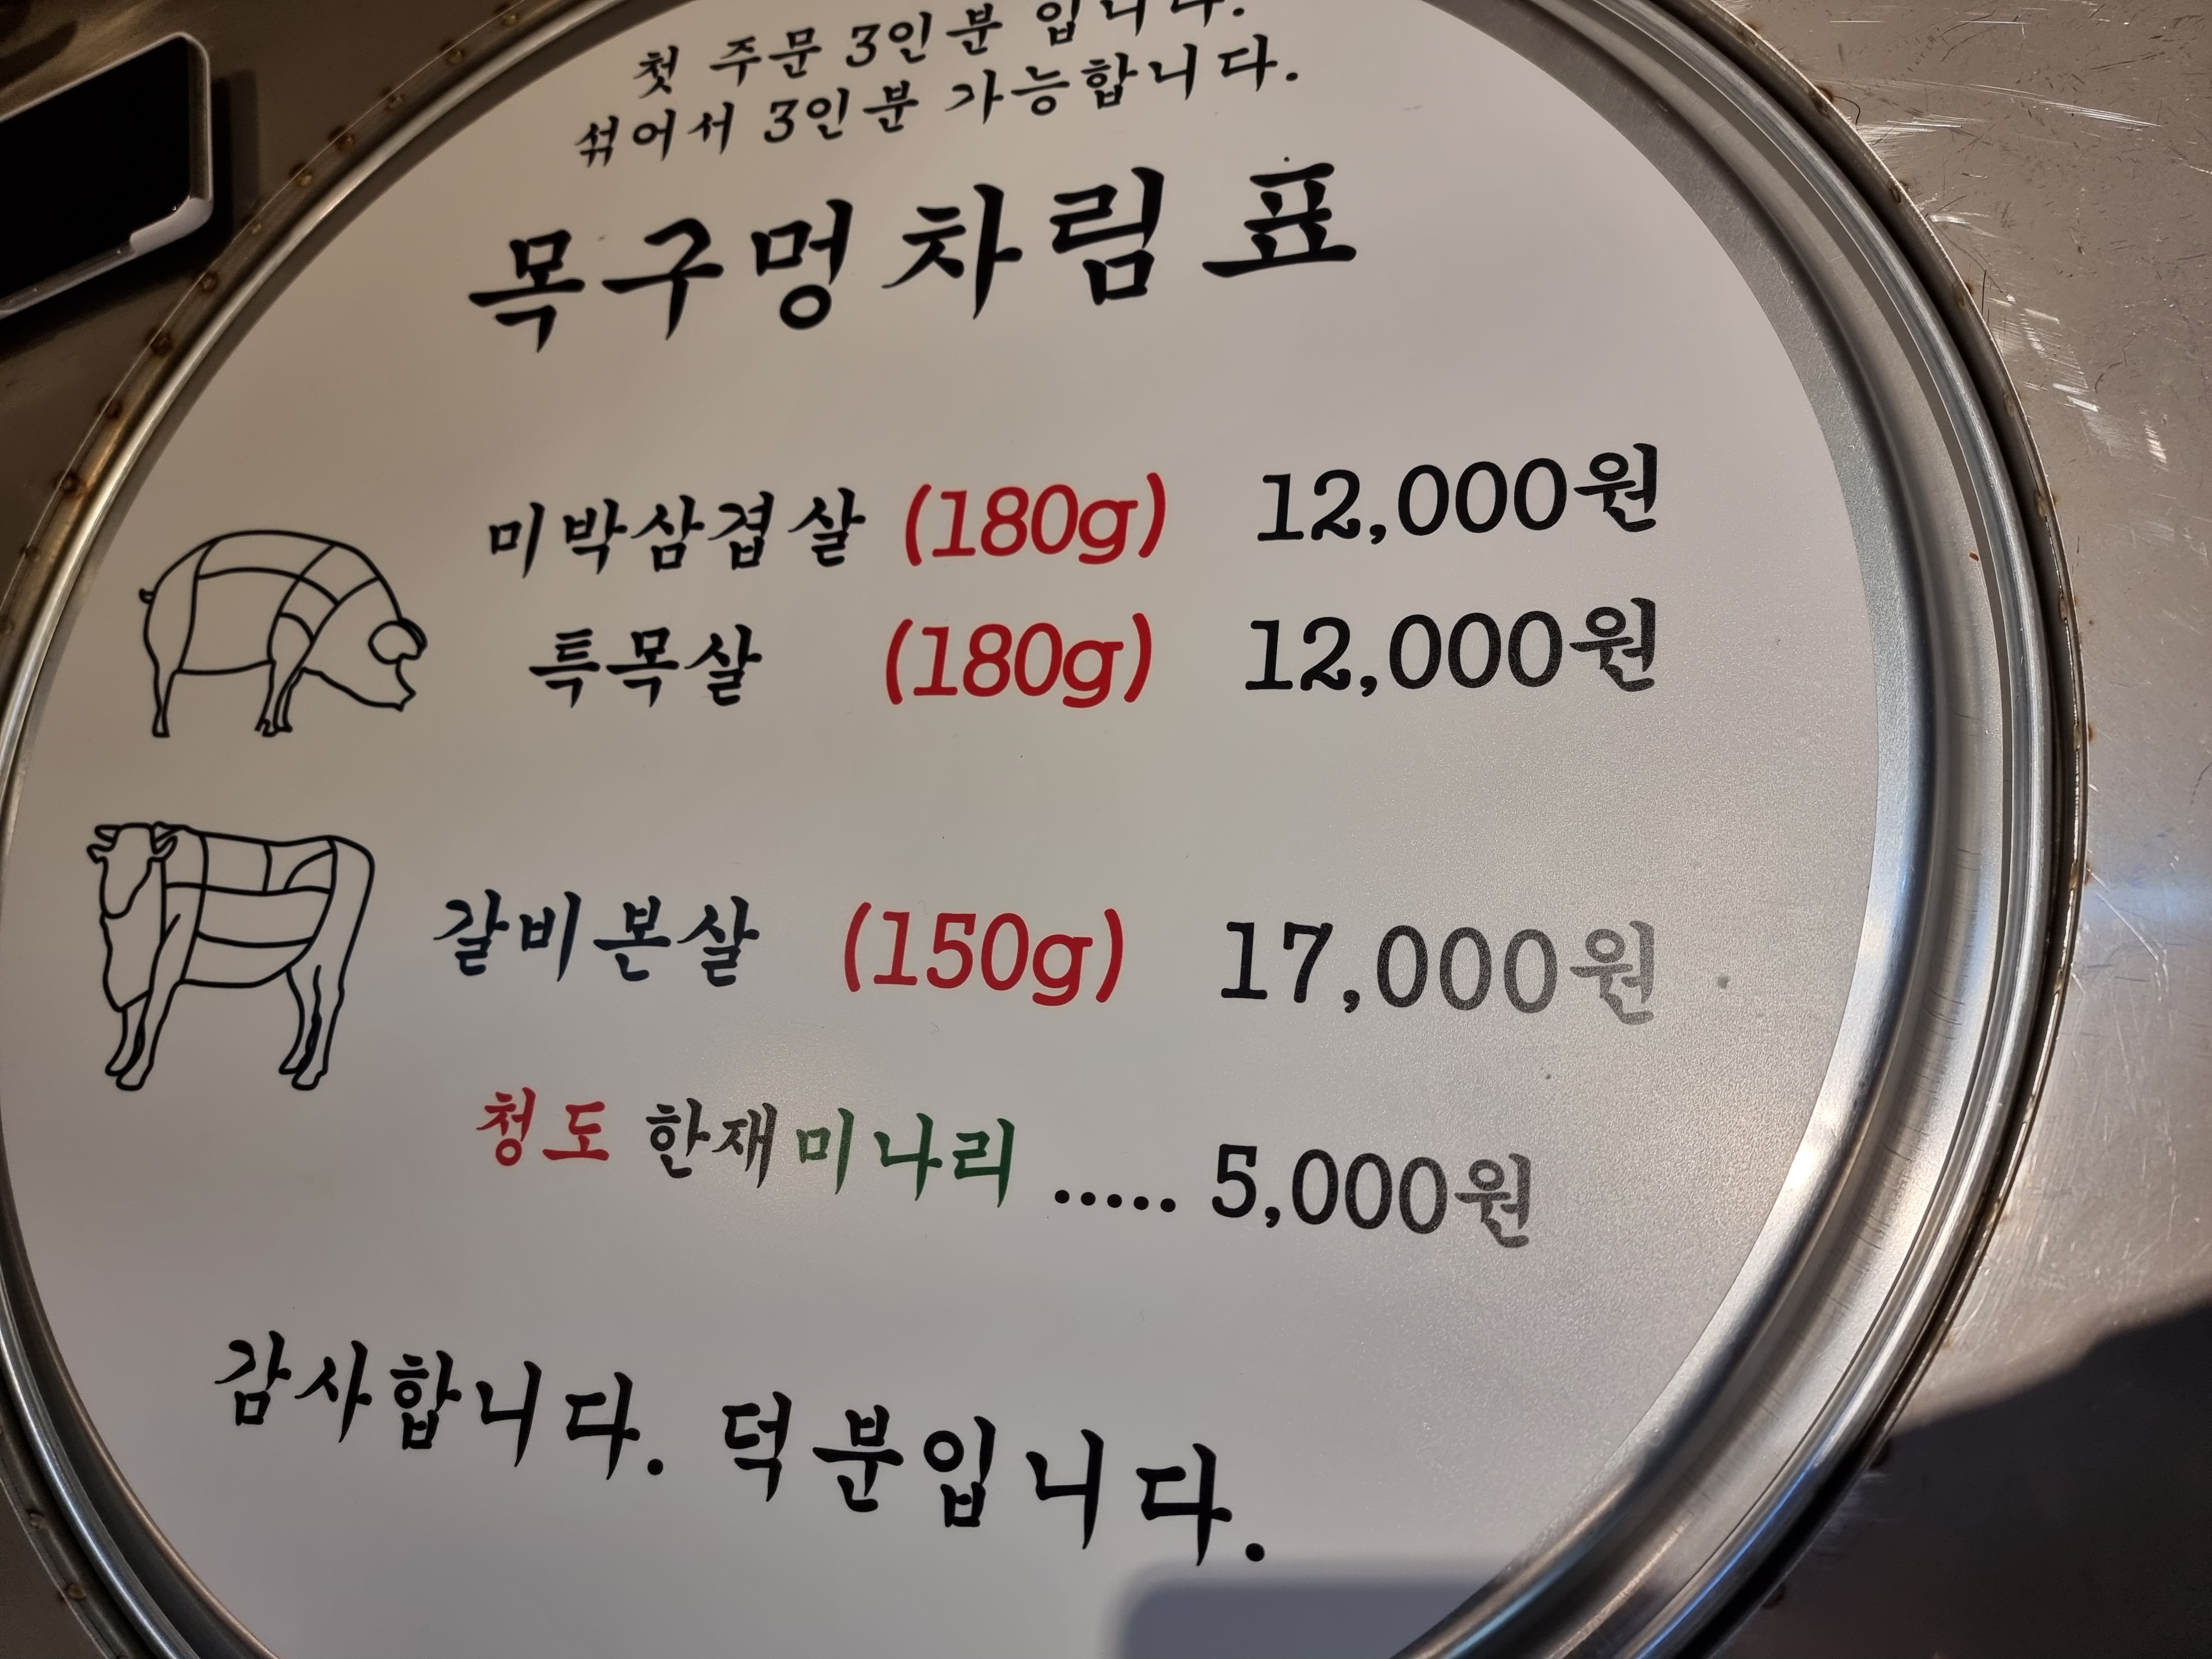 첫 주문 3인분 입니다.
섞어서 3인분 가능합니다.
목구멍 차림표
미박삼겹살 (180g) 12,000원
특목살 (180g) 12,000원
갈비본살 (150g) 17,000원
청도 한재미나리 ..... 5,000원
감사합니다. 덕분입니다.